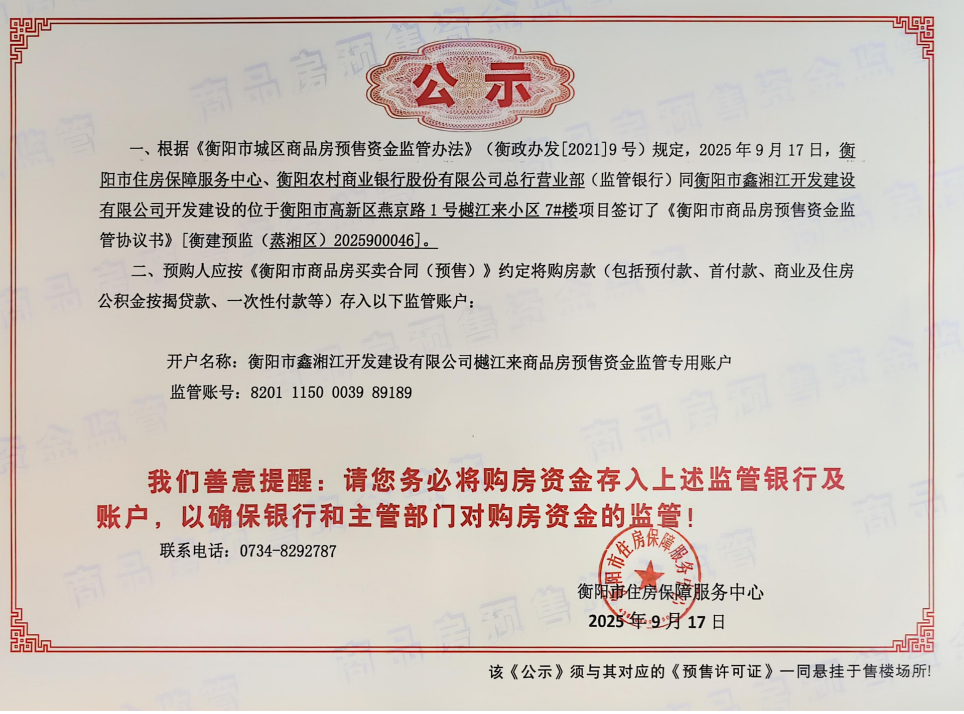 公示
一、根据《衡阳市城区商品房预售资金监管办法》（衡政办发[2021]9号）规定，2025年9月17日，衡
阳市住房保障服务中心、衡阳农村商业银行股份有限公司总行营业部（监管银行）同衡阳市鑫湘江开发建设
有限公司开发建设的位于衡阳市高新区燕京路1号樾江来小区7#楼项目签订了《衡阳市商品房预售资金监
管协议书》[衡建预监（蒸湘区）2025900046]。
二、预购人应按《衡阳市商品房买卖合同（预售）》约定将购房款（包括预付款、首付款、商业及住房
公积金按揭贷款、一次性付款等）存入以下监管账户：
开户名称：衡阳市鑫湘江开发建设有限公司樾江来商品房预售资金监管专用账户
监管账号：8201 1150 0039 89189
我们善意提醒：请您务必将购房资金存入上述监管银行及
账户，以确保银行和主管部门对购房资金的监管！
联系电话：0734-8292787
衡阳市住房保障服务中心
衡阳市住房保障服务中心
2025年9月17日
该《公示》须与其对应的《预售许可证》一同悬挂于售楼场所!